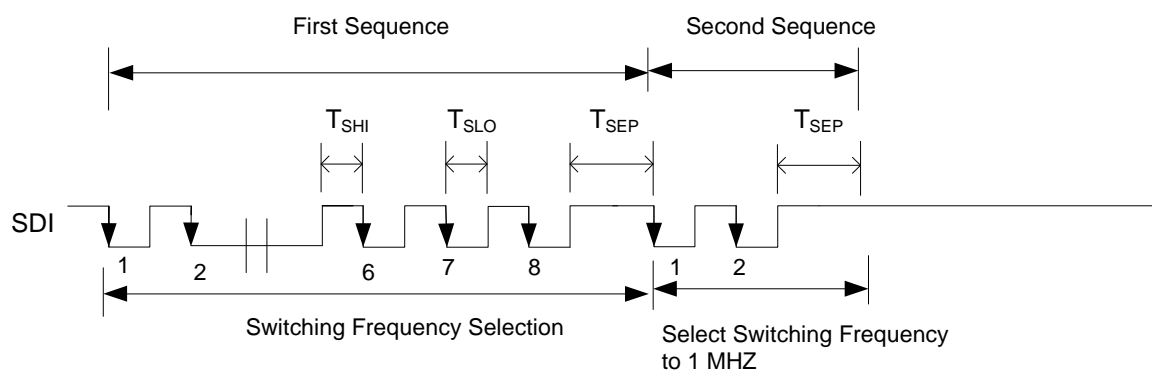 First Sequence
Second Sequence
TSHI
TSLO
TSEP
TSEP
SDI
1
2
6
7
8
1
2
Switching Frequency Selection
Select Switching Frequency
to 1 MHZ